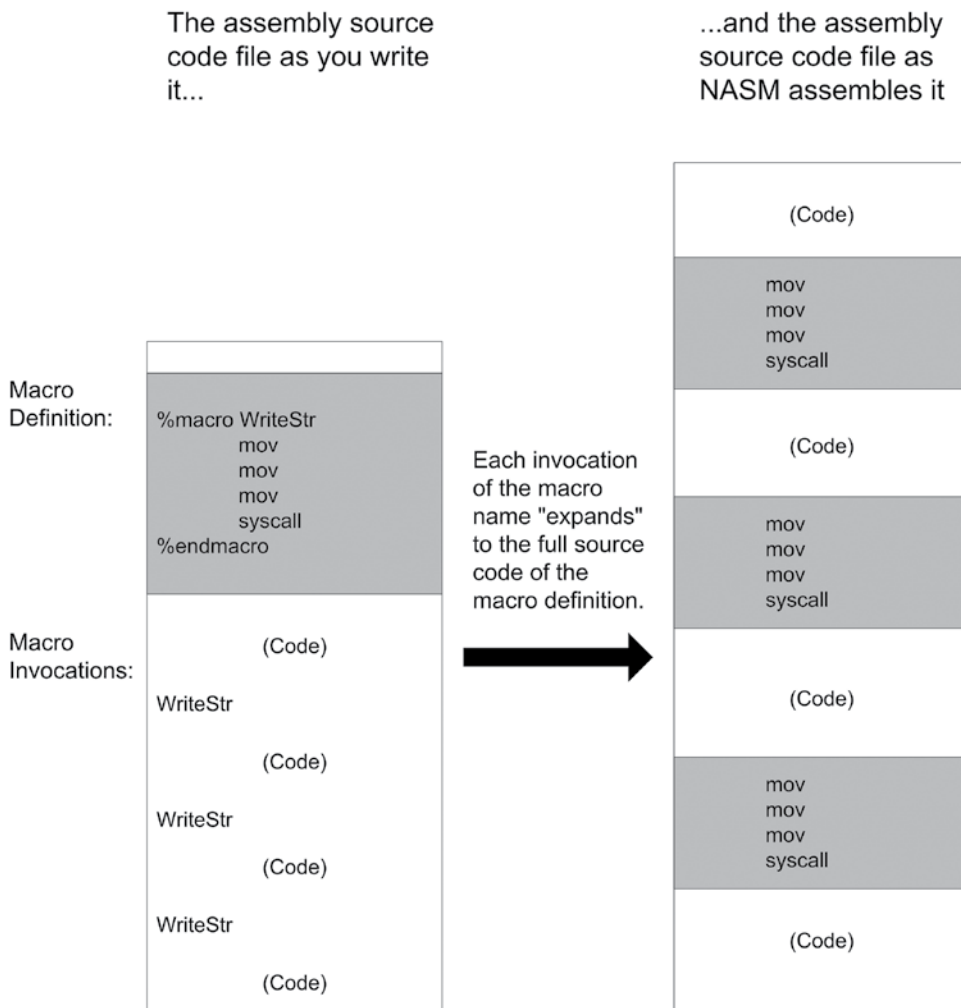 The assembly source
code file as you write
it...
...and the assembly
source code file as
NASM assembles it
Macro
Definition:
%macro WriteStr
mov
mov
mov
syscall
%endmacro
Macro
Invocations:
(Code)
WriteStr
(Code)
WriteStr
(Code)
WriteStr
(Code)
Each invocation
of the macro
name "expands"
to the full source
code of the
macro definition.
(Code)
mov
mov
mov
syscall
(Code)
mov
mov
mov
syscall
(Code)
mov
mov
mov
syscall
(Code)